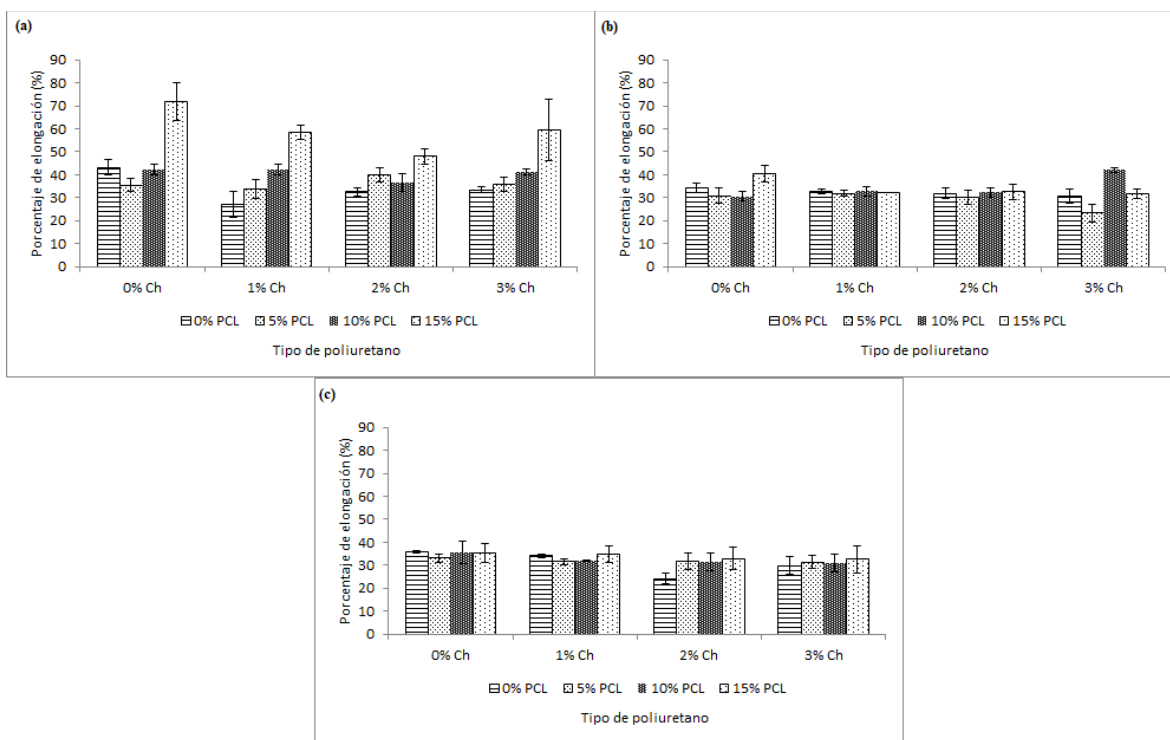 (a)
Porcentaje de elongación (%)
90
80
70
60
50
40
30
20
10
0
0% Ch 1% Ch 2% Ch 3% Ch
0% PCL 5% PCL 10% PCL 15% PCL
Tipo de poliuretano
(b)
Porcentaje de elongación (%)
90
80
70
60
50
40
30
20
10
0
0% Ch 1% Ch 2% Ch 3% Ch
0% PCL 5% PCL 10% PCL 15% PCL
Tipo de poliuretano
(c)
Porcentaje de elongación (%)
90
80
70
60
50
40
30
20
10
0
0% Ch 1% Ch 2% Ch 3% Ch
0% PCL 5% PCL 10% PCL 15% PCL
Tipo de poliuretano